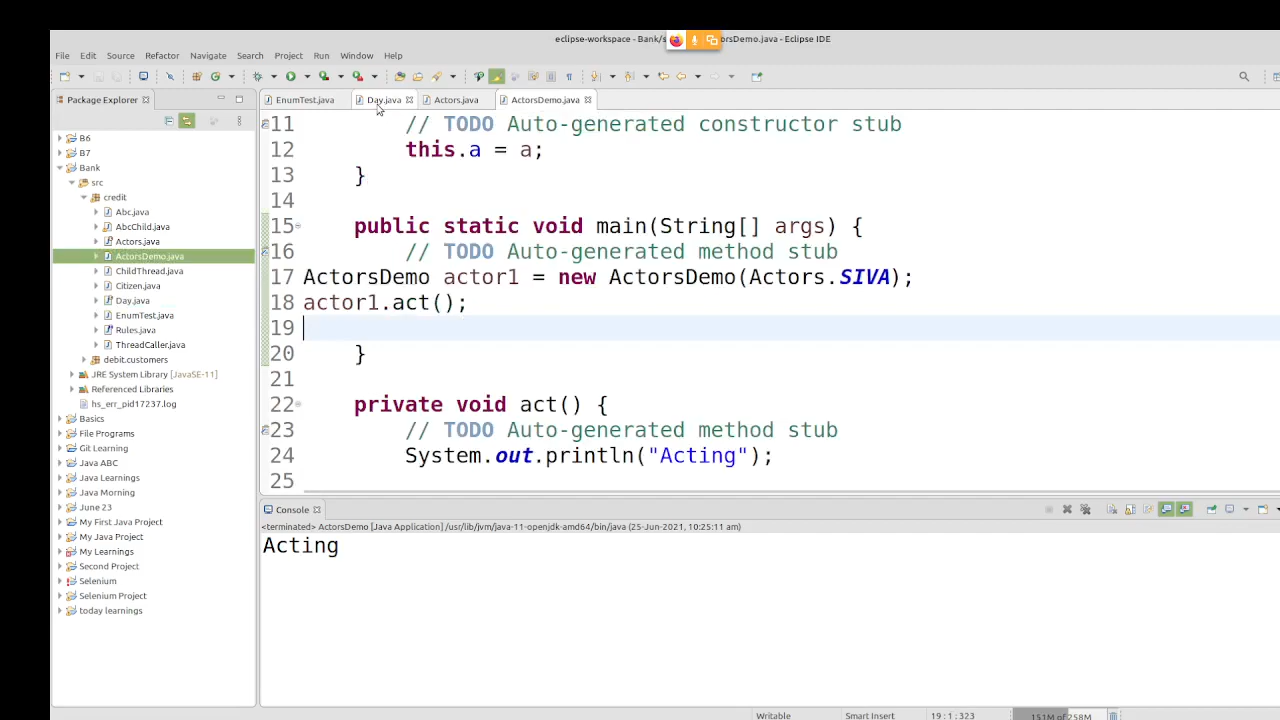 eclipse-workspace - Bank/s orsDemo.java - Eclipse IDE
File Edit Source Refactor Navigate Search Project Run Window Help
Package Explorer
EnumTest.java Day.java Actors.java ActorsDemo.java
B6
B7
Bank
src
credit
Abc.java
AbcChild.java
Actors.java
ActorsDemo.java
ChildThread.java
Citizen.java
Day.java
EnumTest.java
Rules.java
ThreadCaller.java
debit.customers
JRE System Library [JavaSE-11]
Referenced Libraries
hs_err_pid17237.log
Basics
File Programs
Git Learning
Java ABC
Java Learnings
Java Morning
June 23
My First Java Project
My Java Project
My Learnings
Second Project
Selenium
Selenium Project
today learnings
11 // TODO Auto-generated constructor stub
12 this.a = a;
13 }
14
15 public static void main(String[] args) {
16 // TODO Auto-generated method stub
17 ActorsDemo actor1 = new ActorsDemo(Actors.SIVA);
18 actor1.act();
19
20 }
21
22 private void act() {
23 // TODO Auto-generated method stub
24 System.out.println("Acting");
25
Console
<terminated> ActorsDemo [Java Application] /usr/lib/jvm/java-11-openjdk-amd64/bin/java (25-Jun-2021, 10:25:11 am)
Acting
Writable Smart Insert 19 : 1 : 323 151M of 258M